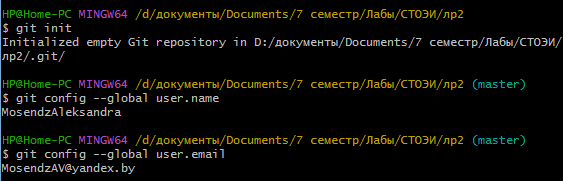 HP@Home-PC MINGW64 /d/документы/Documents/7 семестр/Лабы/СТОЭИ/лр2
$ git init
Initialized empty Git repository in D:/документы/Documents/7 семестр/Лабы/СТОЭИ/
лр2/.git/
HP@Home-PC MINGW64 /d/документы/Documents/7 семестр/Лабы/СТОЭИ/лр2 (master)
$ git config --global user.name
MosendzAleksandra
HP@Home-PC MINGW64 /d/документы/Documents/7 семестр/Лабы/СТОЭИ/лр2 (master)
$ git config --global user.email
MosendzAV@yandex.by